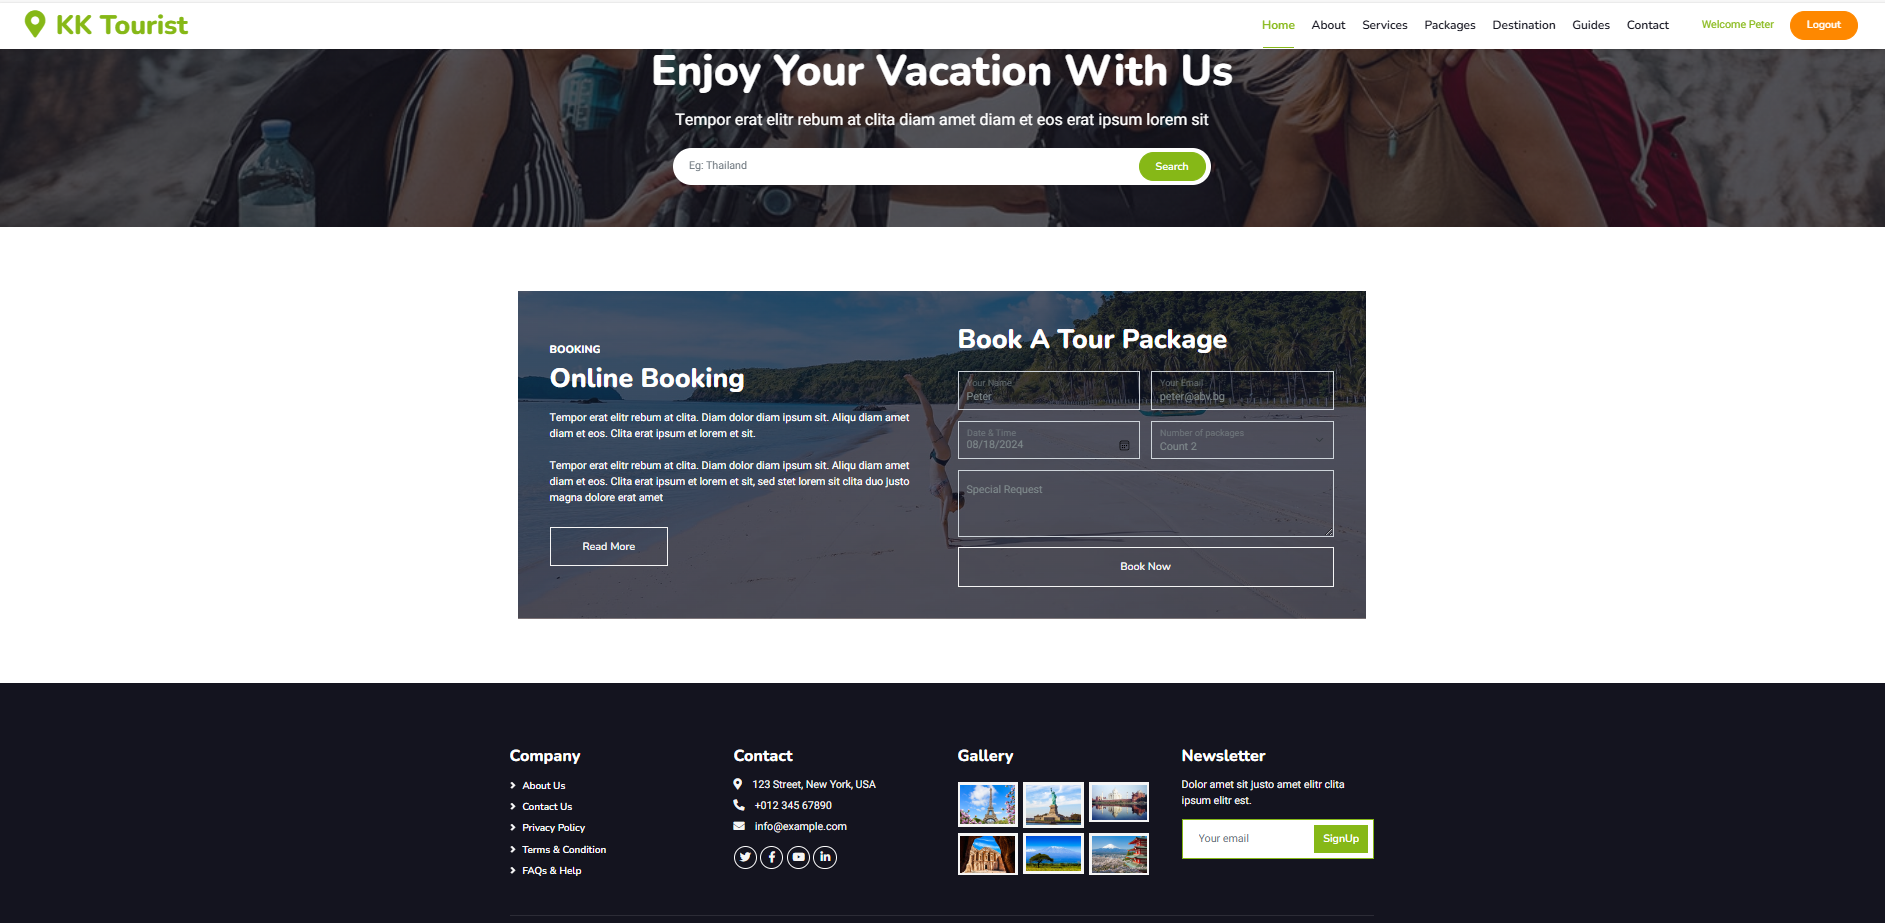 KK Tourist
Home About Services Packages Destination Guides Contact Welcome Peter Logout
Enjoy Your Vacation With Us
Tempor erat elitr rebum at clita diam amet diam et eos erat ipsum lorem sit
Eg: Thailand
Search
BOOKING
Online Booking
Tempor erat elitr rebum at clita. Diam dolor diam ipsum sit. Aliqu diam amet
diam et eos. Clita erat ipsum et lorem et sit.
Tempor erat elitr rebum at clita. Diam dolor diam ipsum sit. Aliqu diam amet
diam et eos. Clita erat ipsum et lorem et sit, sed stet lorem sit clita duo justo
magna dolore erat amet
Read More
Book A Tour Package
Your Name
Peter
Your Email
peter@abv.bg
Date & Time
08/18/2024
Number of packages
Count 2
Special Request
Book Now
Company
About Us
Contact Us
Privacy Policy
Terms & Condition
FAQs & Help
Contact
123 Street, New York, USA
+012 345 67890
info@example.com
Gallery
Newsletter
Dolor amet sit justo amet elitr clita
ipsum elitr est.
Your email
SignUp